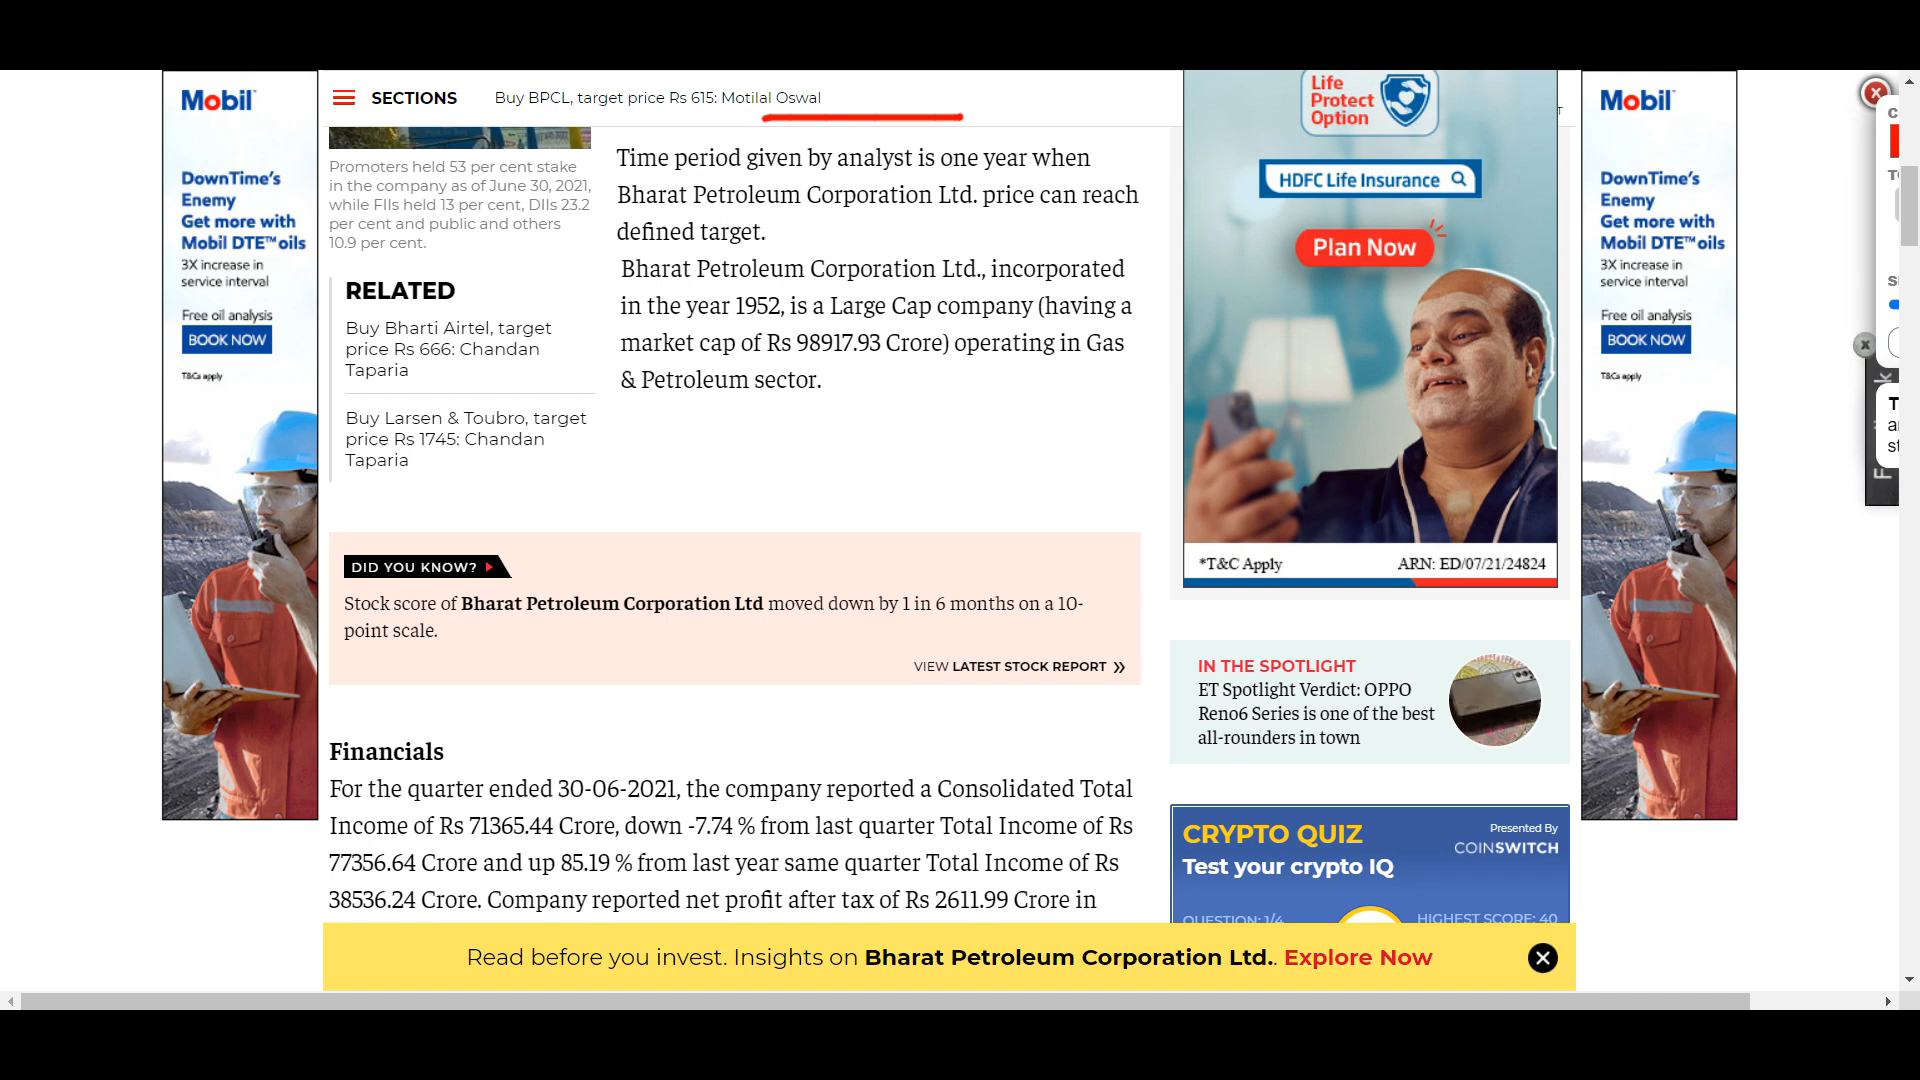 Mobil
DownTime's
Enemy
Get more with
Mobil DTE™ oils
3X increase in
service interval
Free oil analysis
BOOK NOW
T&Cs apply
SECTIONS
Buy BPCL, target price Rs 615: Motilal Oswal
Promoters held 53 per cent stake
in the company as of June 30, 2021,
while FIIs held 13 per cent, DIIs 23.2
per cent and public and others
10.9 per cent.
RELATED
Buy Bharti Airtel, target
price Rs 666: Chandan
Taparia
Buy Larsen & Toubro, target
price Rs 1745: Chandan
Taparia
Time period given by analyst is one year when
Bharat Petroleum Corporation Ltd. price can reach
defined target.
Bharat Petroleum Corporation Ltd., incorporated
in the year 1952, is a Large Cap company (having a
market cap of Rs 98917.93 Crore) operating in Gas
& Petroleum sector.
DID YOU KNOW?
Stock score of Bharat Petroleum Corporation Ltd moved down by 1 in 6 months on a 10-
point scale.
VIEW LATEST STOCK REPORT »
Financials
For the quarter ended 30-06-2021, the company reported a Consolidated Total
Income of Rs 71365.44 Crore, down -7.74 % from last quarter Total Income of Rs
77356.64 Crore and up 85.19 % from last year same quarter Total Income of Rs
38536.24 Crore. Company reported net profit after tax of Rs 2611.99 Crore in
Life
Protect
Option
HDFC Life Insurance
Plan Now
*T&C Apply
ARN: ED/07/21/24824
IN THE SPOTLIGHT
ET Spotlight Verdict: OPPO
Reno6 Series is one of the best
all-rounders in town
CRYPTO QUIZ
Test your crypto IQ
Presented By
COINSWITCH
QUESTION: 1/4
HIGHEST SCORE: 40
Mobil
DownTime's
Enemy
Get more with
Mobil DTE™ oils
3X increase in
service interval
Free oil analysis
BOOK NOW
T&Cs apply
Read before you invest. Insights on Bharat Petroleum Corporation Ltd.. Explore Now